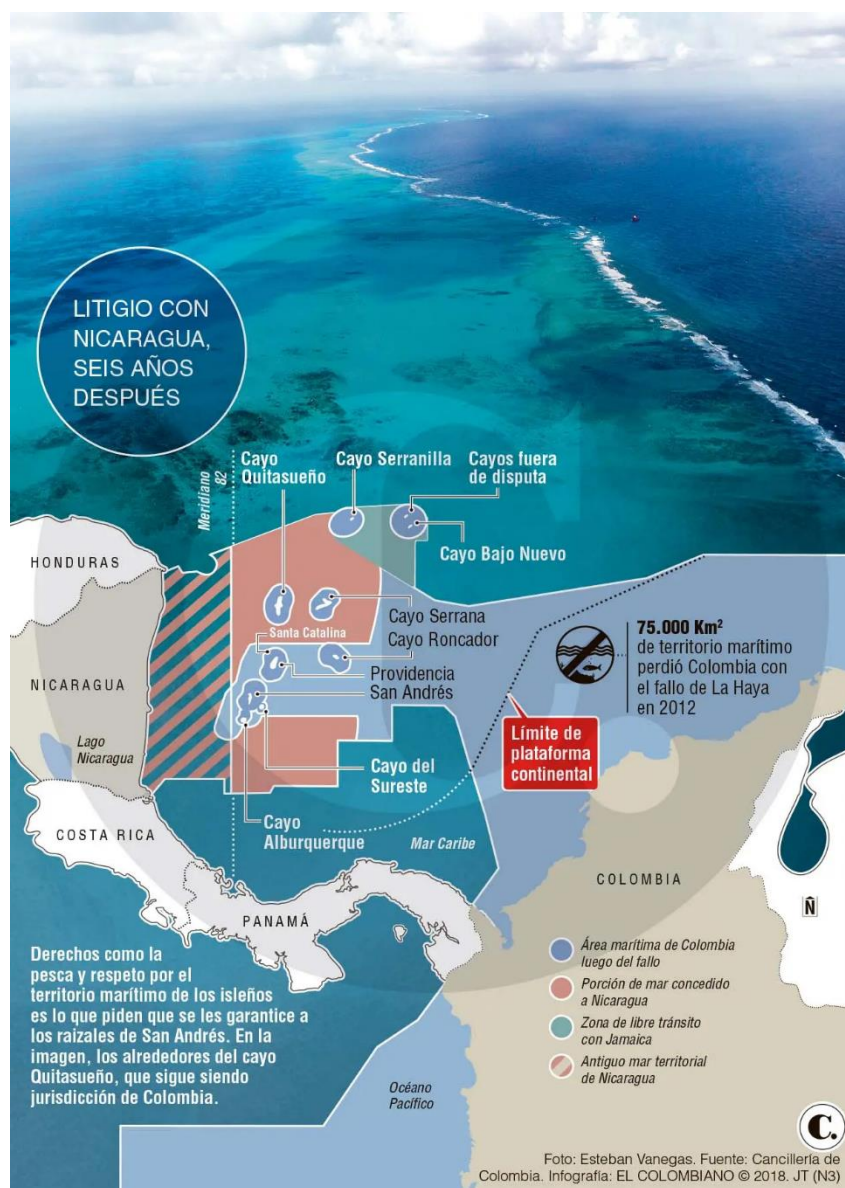 LITIGIO CON
NICARAGUA,
SEIS AÑOS
DESPUÉS
Meridiano
82
Cayo
Quitasueño
Cayo Serranilla
Cayos fuera
de disputa
Cayo Bajo Nuevo
HONDURAS
Cayo Serrana
Santa Catalina
Cayo Roncador
Providencia
San Andrés
NICARAGUA
Lago
Nicaragua
75.000 Km²
de territorio marítimo
perdió Colombia con
el fallo de La Haya
en 2012
Límite de
plataforma
continental
Cayo del
Sureste
Cayo
Alburquerque
Mar Caribe
COSTA RICA
PANAMÁ
COLOMBIA
N
Derechos como la
pesca y respeto por el
territorio marítimo de los isleños
es lo que piden que se les garantice a
los raizales de San Andrés. En la
imagen, los alrededores del cayo
Quitasueño, que sigue siendo
jurisdicción de Colombia.
Océano
Pacífico
Área marítima de Colombia
luego del fallo
Porción de mar concedido
a Nicaragua
Zona de libre tránsito
con Jamaica
Antiguo mar territorial
de Nicaragua
C.
Foto: Esteban Vanegas. Fuente: Cancillería de
Colombia. Infografía: EL COLOMBIANO © 2018. JT (N3)